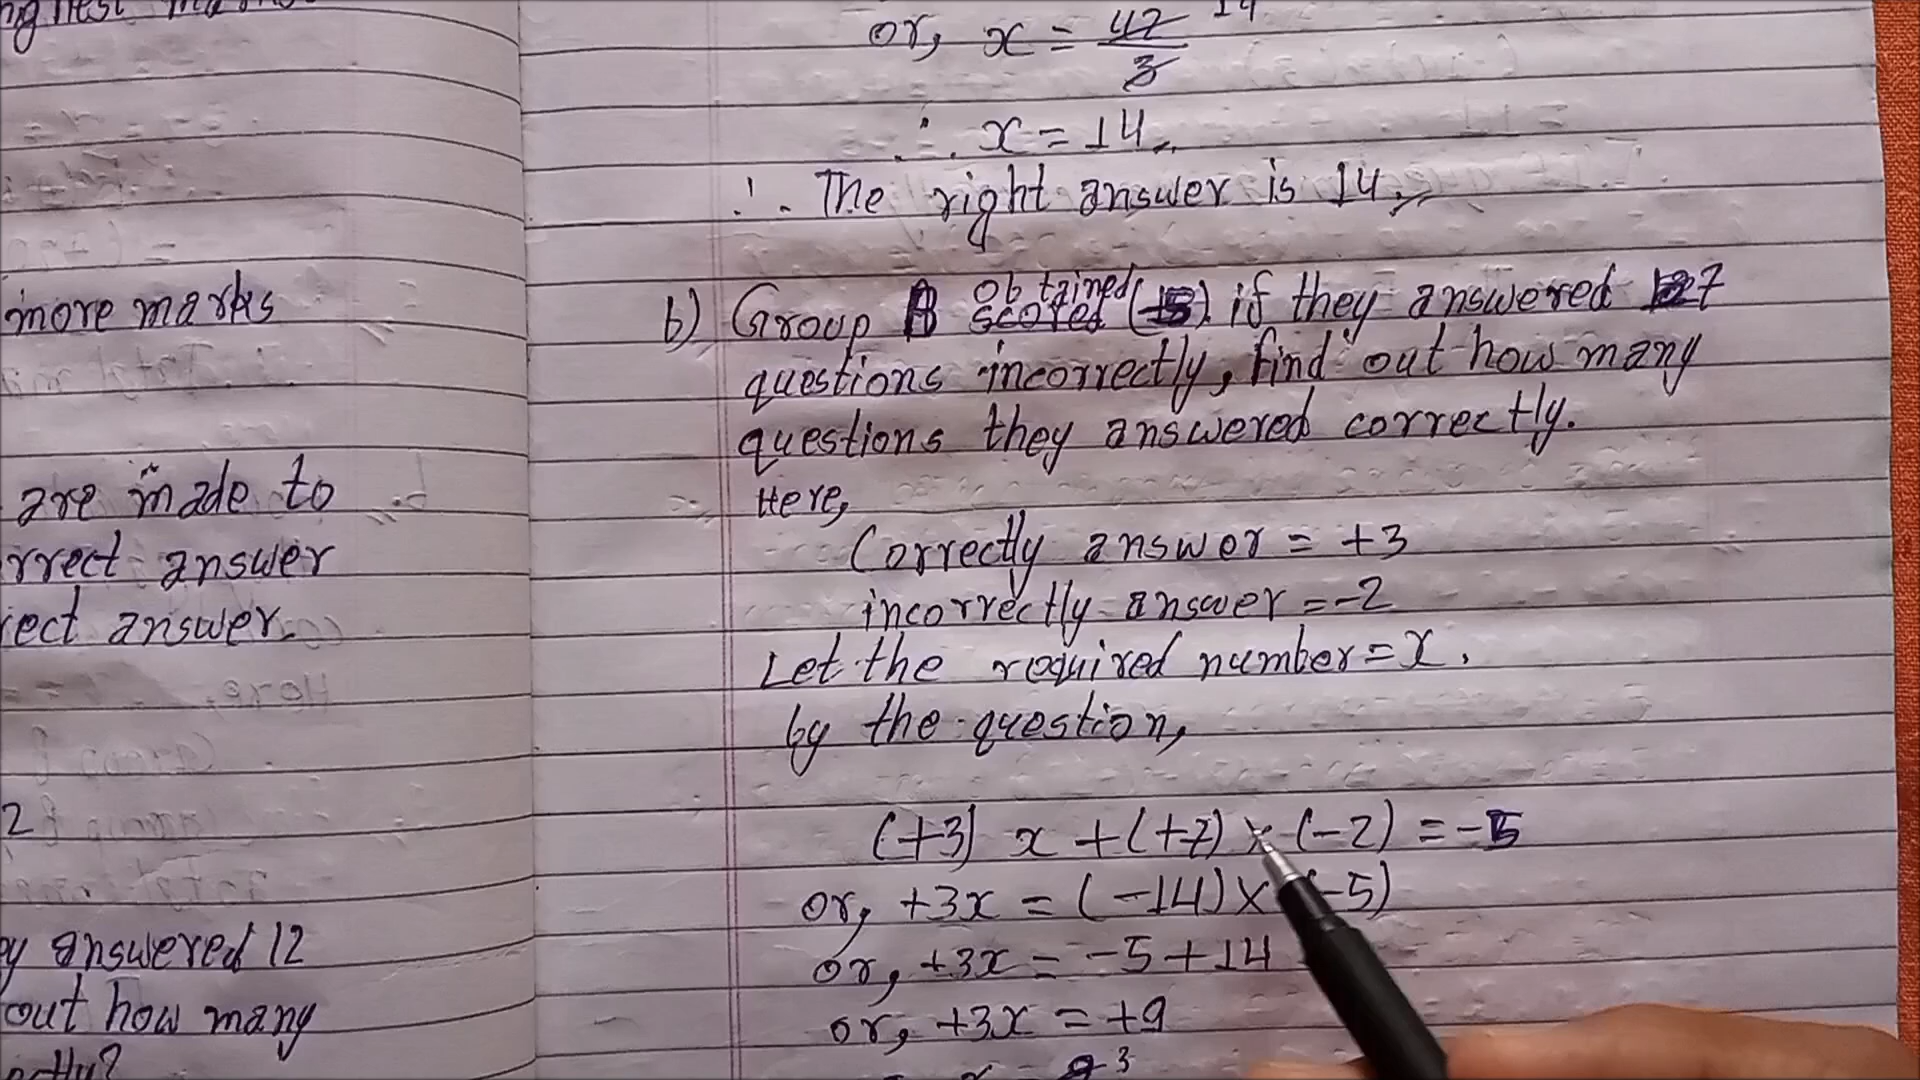 more marks
are made to
rrect answer
rect answer.
2
answered 12
out how many
or, x = 42/3 14
∴ x = 14
∴ The right answer is 14
b) Group B obtained (-5) if they answered 7
questions incorrectly, find out how many
questions they answered correctly.
Here,
Correctly answer = +3
incorrectly answer = -2
Let the required number = x.
by the question,
(+3) x + (+7) × (-2) = -5
or, +3x = (-14) × (-5)
or, +3x = -5 + 14
or, +3x = +9
3